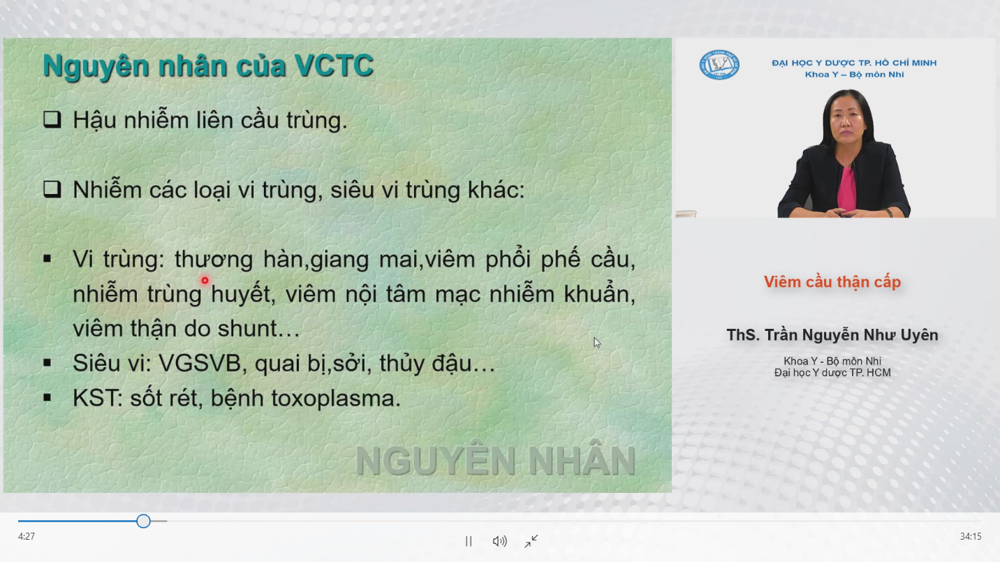 Nguyên nhân của VCTC
Hậu nhiễm liên cầu trùng.
Nhiễm các loại vi trùng, siêu vi trùng khác:
Vi trùng: thương hàn,giang mai,viêm phổi phế cầu,
nhiễm trùng huyết, viêm nội tâm mạc nhiễm khuẩn,
viêm thận do shunt…
Siêu vi: VGSVB, quai bị,sởi, thủy đậu…
KST: sốt rét, bệnh toxoplasma.
NGUYÊN NHÂN
ĐẠI HỌC Y DƯỢC TP. HỒ CHÍ MINH
Khoa Y – Bộ môn Nhi
Viêm cầu thận cấp
ThS. Trần Nguyễn Như Uyên
Khoa Y - Bộ môn Nhi
Đại học Y dược TP. HCM
4:27
34:15